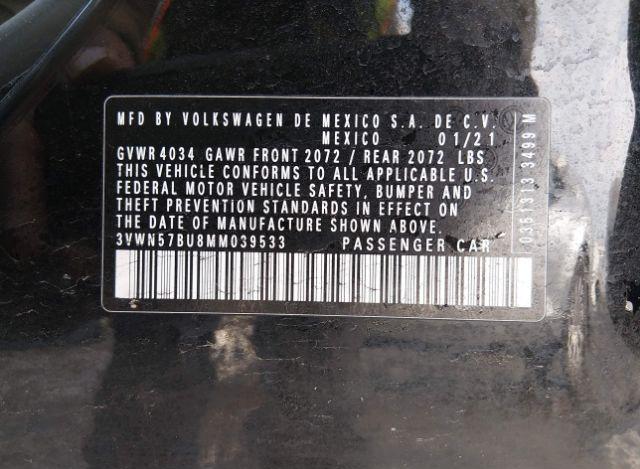 MFD BY VOLKSWAGEN DE MEXICO S.A. DE C.V.
MEXICO 01/21
GVWR 4034 GAWR FRONT 2072 / REAR 2072 LBS
THIS VEHICLE CONFORMS TO ALL APPLICABLE U.S.
FEDERAL MOTOR VEHICLE SAFETY, BUMPER AND
THEFT PREVENTION STANDARDS IN EFFECT ON
THE DATE OF MANUFACTURE SHOWN ABOVE.
3VWN57BU8MM039533 PASSENGER CAR
0361313 3499 M